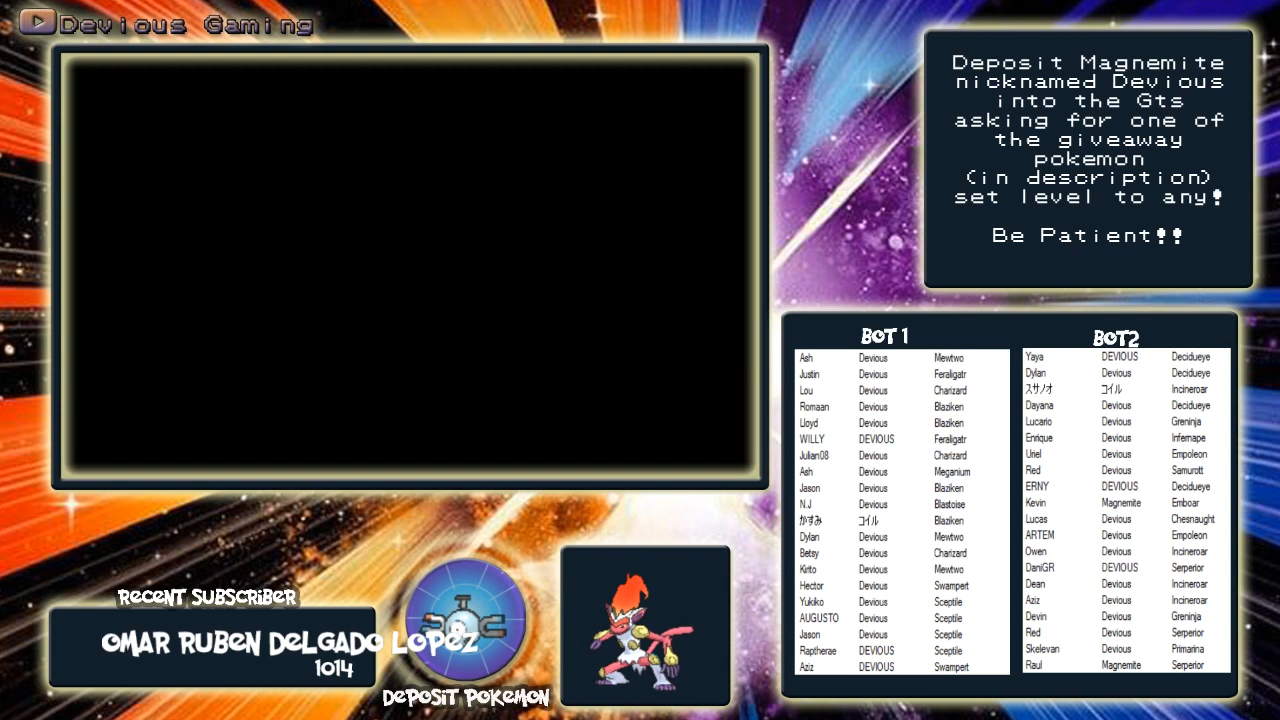 Devious Gaming
Deposit Magnemite
nicknamed Devious
into the Gts
asking for one of
the giveaway
pokemon
(in description)
set level to any!
Be Patient!!
BOT 1
Ash Devious Mewtwo
Justin Devious Feraligatr
Lou Devious Charizard
Romaan Devious Blaziken
Lloyd Devious Blaziken
WILLY DEVIOUS Feraligatr
Julian08 Devious Charizard
Ash Devious Meganium
Jason Devious Blaziken
N.J Devious Blastoise
かすみ コイル Blaziken
Dylan Devious Mewtwo
Betsy Devious Charizard
Kirito Devious Mewtwo
Hector Devious Swampert
Yukiko Devious Sceptile
AUGUSTO Devious Sceptile
Jason Devious Sceptile
Raptherae DEVIOUS Sceptile
Aziz DEVIOUS Swampert
BOT2
Yaya DEVIOUS Decidueye
Dylan Devious Decidueye
スサノオ コイル Incineroar
Dayana Devious Decidueye
Lucario Devious Greninja
Enrique Devious Infernape
Uriel Devious Empoleon
Red Devious Samurott
ERNY DEVIOUS Decidueye
Kevin Magnemite Emboar
Lucas Devious Chesnaught
ARTEM Devious Empoleon
Owen Devious Incineroar
DaniGR DEVIOUS Serperior
Dean Devious Incineroar
Aziz Devious Incineroar
Devin Devious Greninja
Red Devious Serperior
Skelevan Devious Primarina
Raul Magnemite Serperior
RECENT SUBSCRIBER
OMAR RUBEN DELGADO LOPEZ
1014
DEPOSIT POKEMON